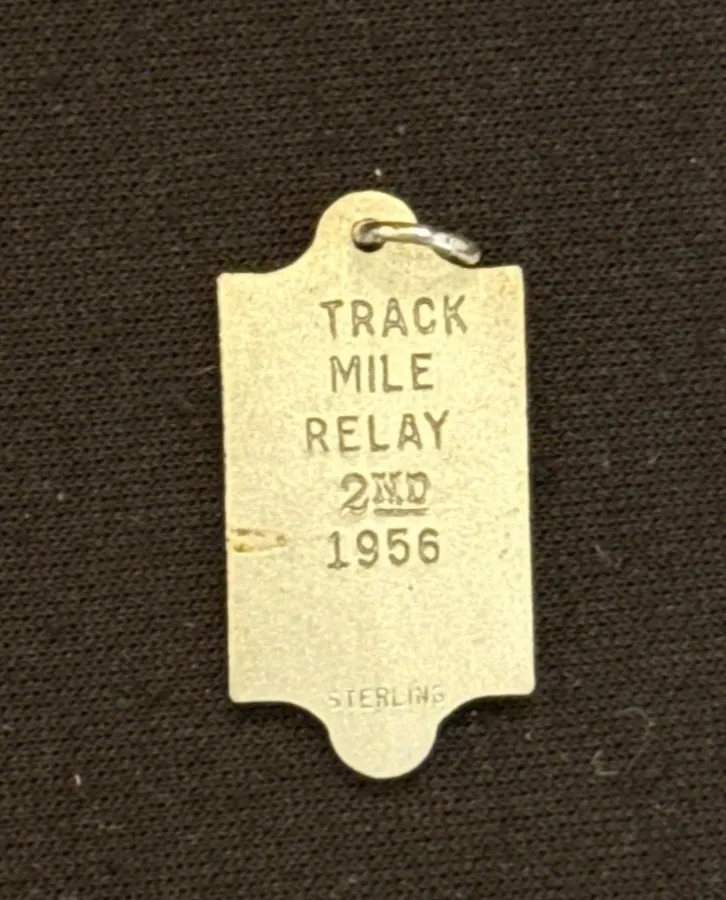 TRACK
MILE
RELAY
2ND
1956
STERLING